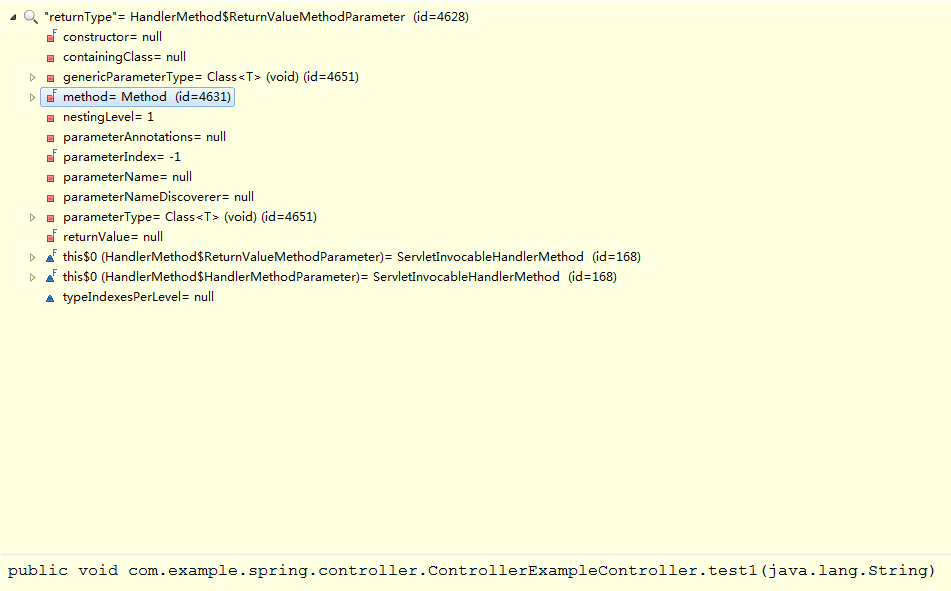 "returnType"= HandlerMethod$ReturnValueMethodParameter (id=4628)
constructor= null
containingClass= null
genericParameterType= Class<T> (void) (id=4651)
method= Method (id=4631)
nestingLevel= 1
parameterAnnotations= null
parameterIndex= -1
parameterName= null
parameterNameDiscoverer= null
parameterType= Class<T> (void) (id=4651)
returnValue= null
this$0 (HandlerMethod$ReturnValueMethodParameter)= ServletInvocableHandlerMethod (id=168)
this$0 (HandlerMethod$HandlerMethodParameter)= ServletInvocableHandlerMethod (id=168)
typeIndexesPerLevel= null
public void com.example.spring.controller.ControllerExampleController.test1(java.lang.String)